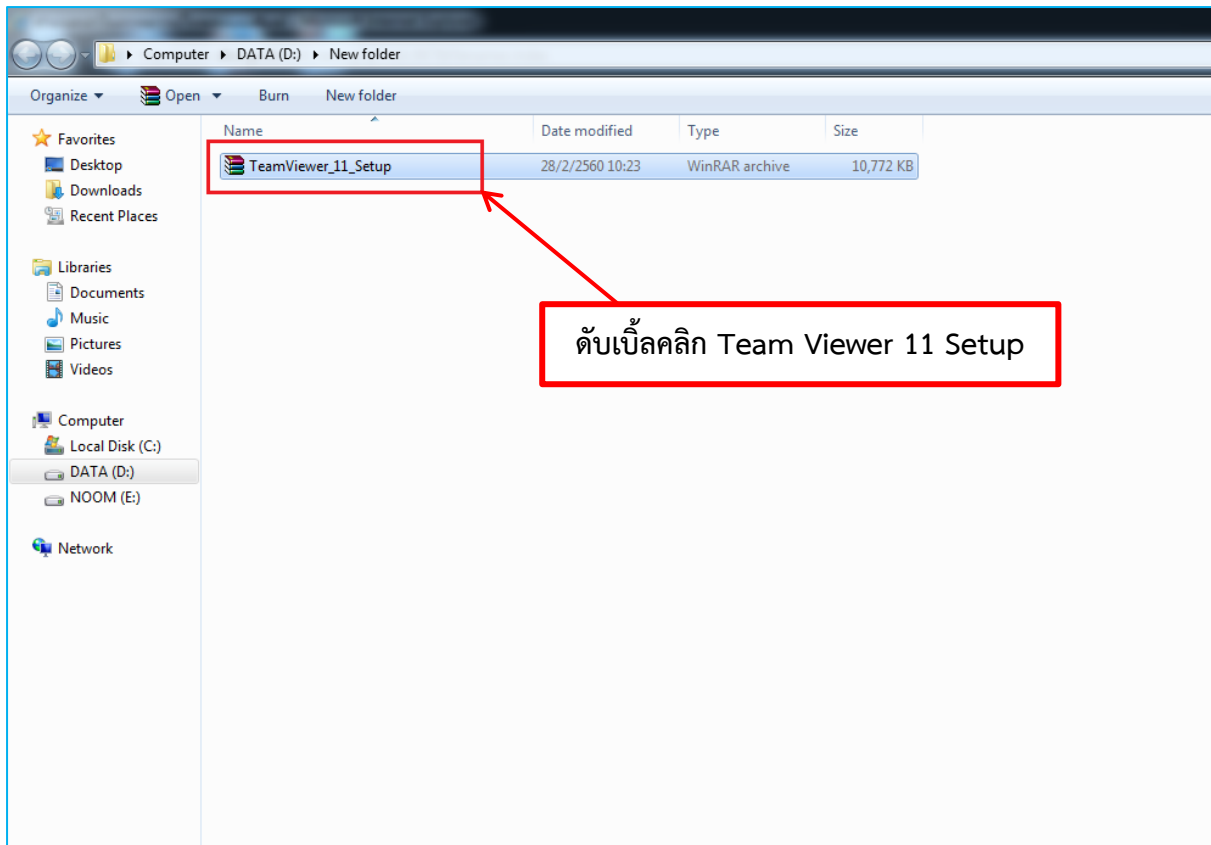 Computer ▸ DATA (D:) ▸ New folder
Organize Open Burn New folder
Name Date modified Type Size
TeamViewer_11_Setup 28/2/2560 10:23 WinRAR archive 10,772 KB
Favorites
Desktop
Downloads
Recent Places
Libraries
Documents
Music
Pictures
Videos
Computer
Local Disk (C:)
DATA (D:)
NOOM (E:)
Network
ดับเบิ้ลคลิก Team Viewer 11 Setup